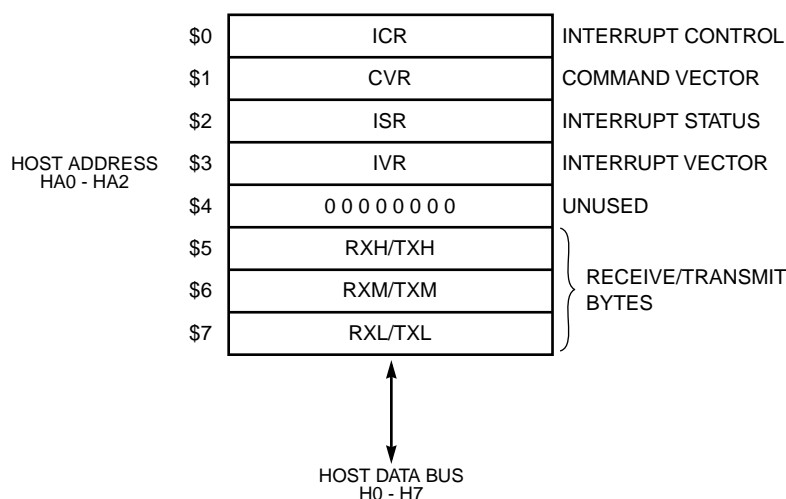 $0 ICR INTERRUPT CONTROL
$1 CVR COMMAND VECTOR
$2 ISR INTERRUPT STATUS
HOST ADDRESS
HA0 - HA2
$3 IVR INTERRUPT VECTOR
$4 0 0 0 0 0 0 0 0 UNUSED
$5 RXH/TXH
$6 RXM/TXM
RECEIVE/TRANSMIT
BYTES
$7 RXL/TXL
HOST DATA BUS
H0 - H7